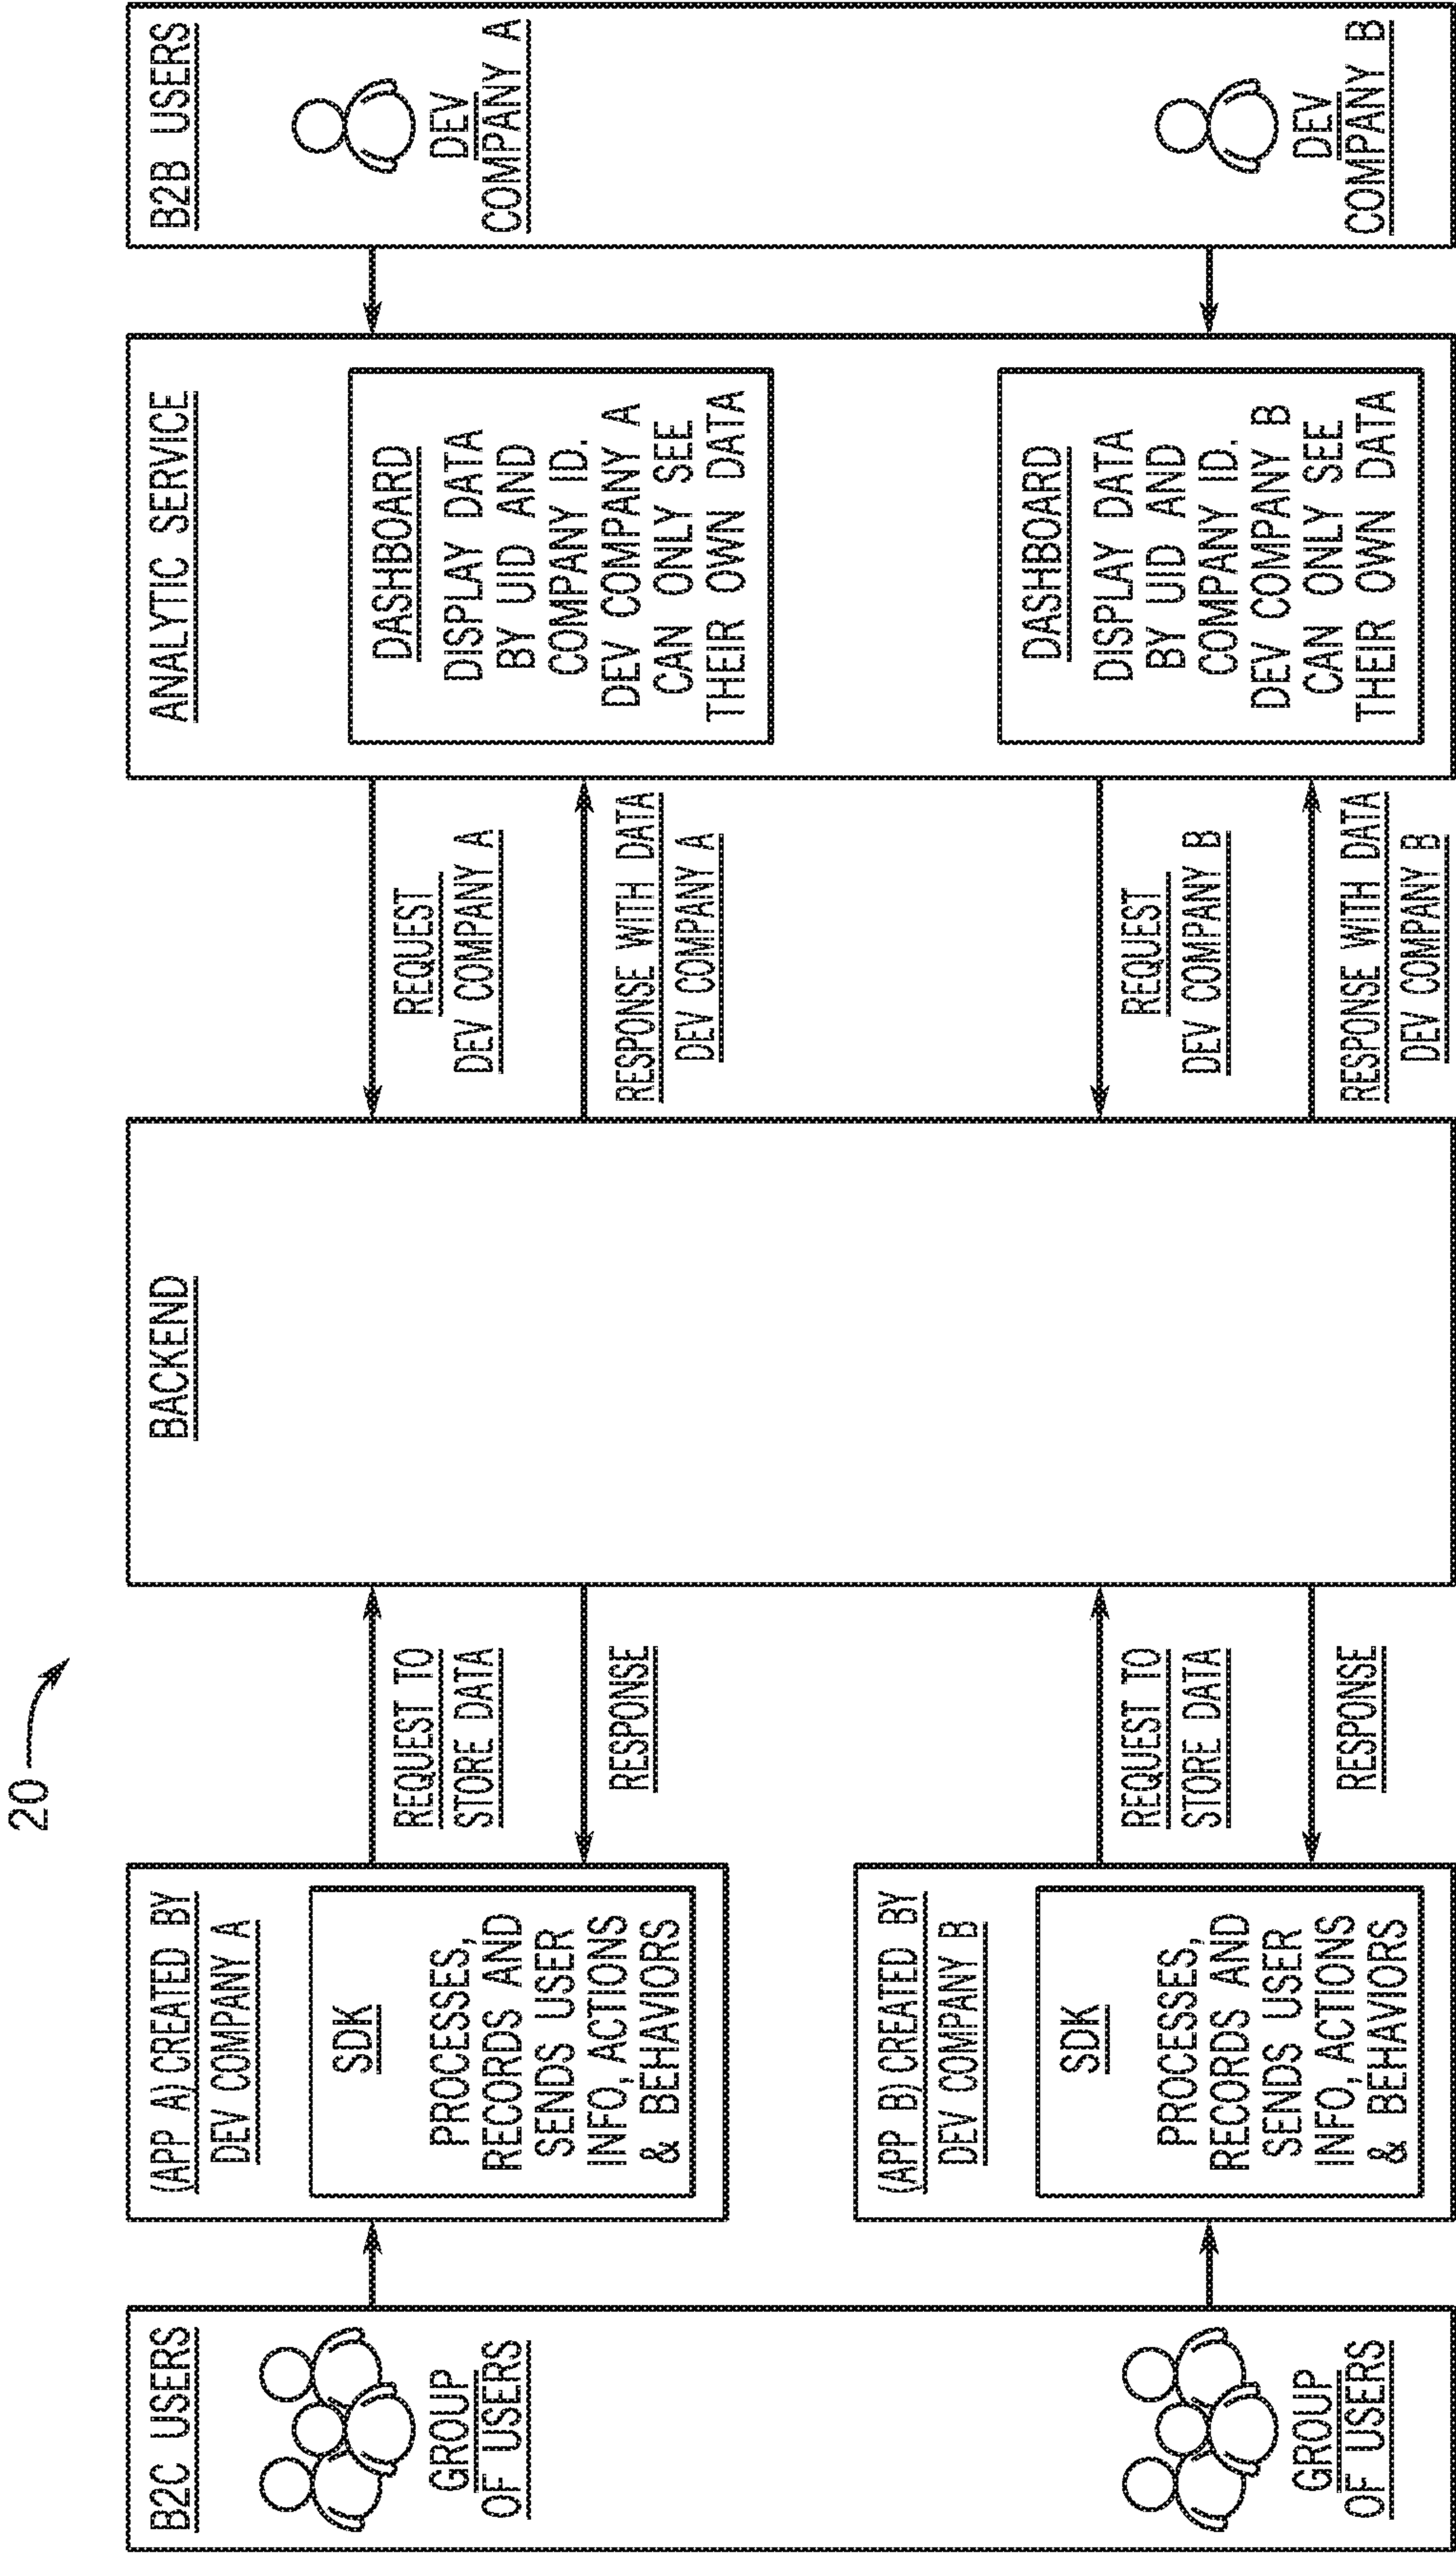 20
B2C USERS
GROUP
OF USERS
GROUP
OF USERS
(APP A) CREATED BY
DEV COMPANY A
SDK
PROCESSES,
RECORDS AND
SENDS USER
INFO, ACTIONS
& BEHAVIORS
(APP B) CREATED BY
DEV COMPANY B
SDK
PROCESSES,
RECORDS AND
SENDS USER
INFO, ACTIONS
& BEHAVIORS
REQUEST TO
STORE DATA
RESPONSE
REQUEST TO
STORE DATA
RESPONSE
BACKEND
REQUEST
DEV COMPANY A
RESPONSE WITH DATA
DEV COMPANY A
REQUEST
DEV COMPANY B
RESPONSE WITH DATA
DEV COMPANY B
ANALYTIC SERVICE
DASHBOARD
DISPLAY DATA
BY UID AND
COMPANY ID.
DEV COMPANY A
CAN ONLY SEE
THEIR OWN DATA
DASHBOARD
DISPLAY DATA
BY UID AND
COMPANY ID.
DEV COMPANY B
CAN ONLY SEE
THEIR OWN DATA
B2B USERS
DEV
COMPANY A
DEV
COMPANY B